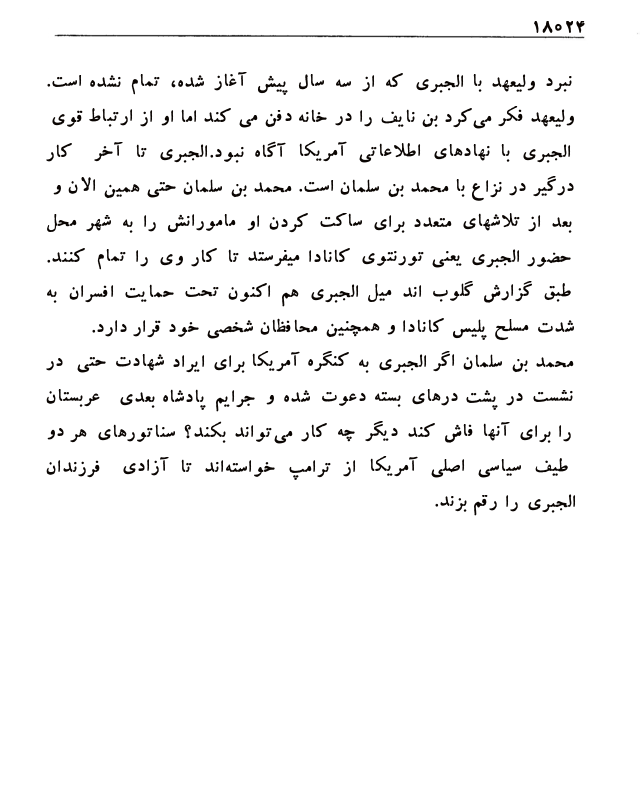 ۱۸۰۲۴
نبرد ولیعهد با الجبری که از سه سال پیش آغاز شده، تمام نشده است.
ولیعهد فکر می‌کرد بن نایف را در خانه دفن می کند اما او از ارتباط قوی
الجبری با نهادهای اطلاعاتی آمریکا آگاه نبود.الجبری تا آخر کار
درگیر در نزاع با محمد بن سلمان است. محمد بن سلمان حتی همین الان و
بعد از تلاشهای متعدد برای ساکت کردن او مامورانش را به شهر محل
حضور الجبری یعنی تورنتوی کانادا میفرستد تا کار وی را تمام کنند.
طبق گزارش گلوب اند میل الجبری هم اکنون تحت حمایت افسران به
شدت مسلح پلیس کانادا و همچنین محافظان شخصی خود قرار دارد.
محمد بن سلمان اگر الجبری به کنگره آمریکا برای ایراد شهادت حتی در
نشست در پشت درهای بسته دعوت شده و جرایم پادشاه بعدی عربستان
را برای آنها فاش کند دیگر چه کار می‌تواند بکند؟ سناتورهای هر دو
طیف سیاسی اصلی آمریکا از ترامپ خواسته‌اند تا آزادی فرزندان
الجبری را رقم بزند.